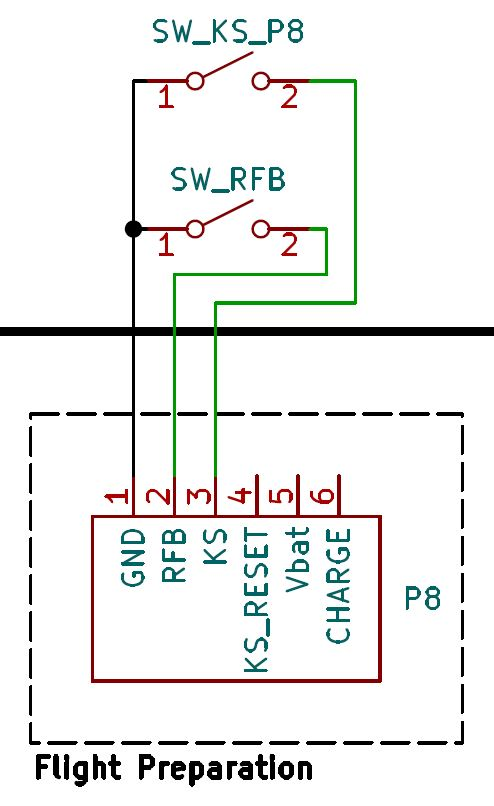 SW_KS_P8
1 2
SW_RFB
1 2
1 2 3 4 5 6
GND
RFB
KS
KS_RESET
Vbat
CHARGE
P8
Flight Preparation